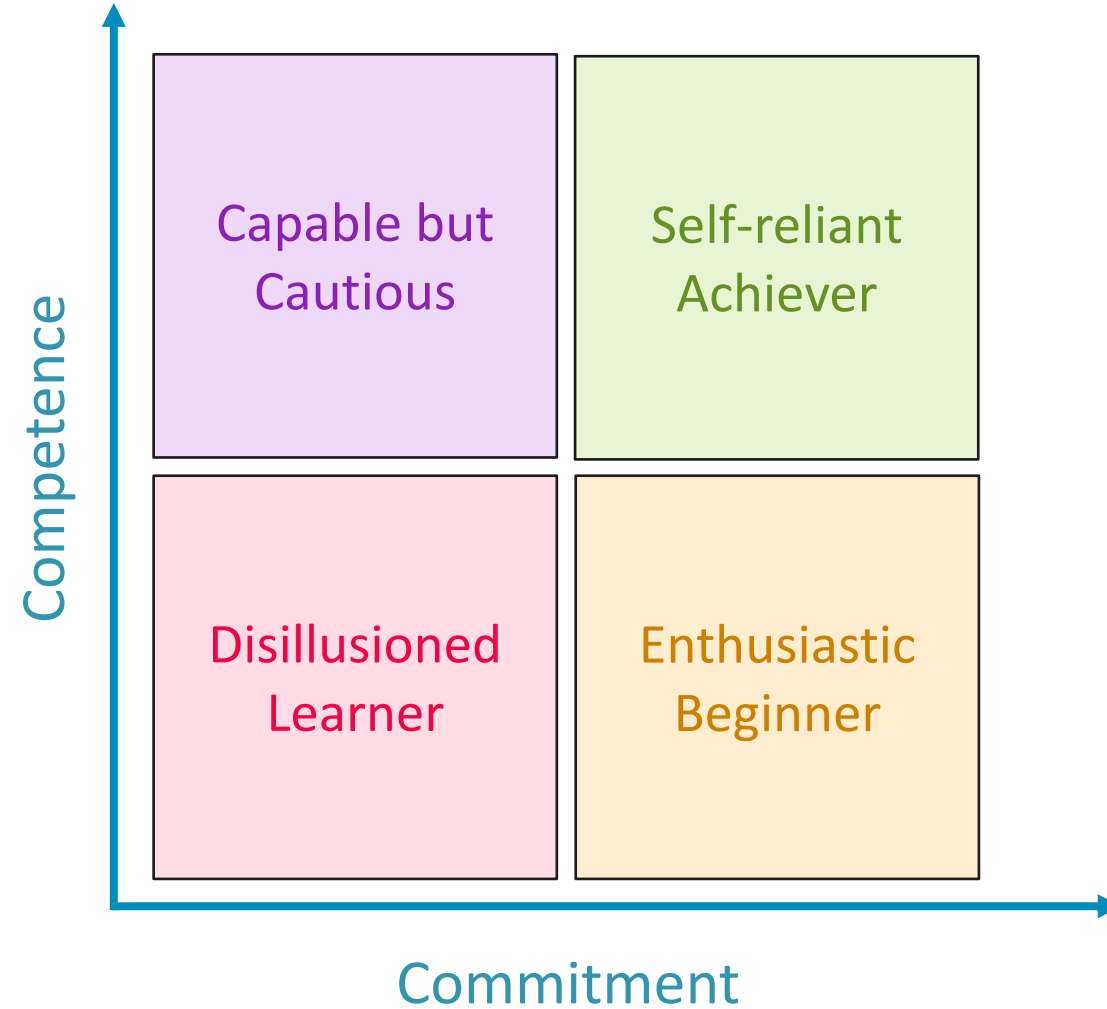 Competence
Capable but
Cautious
Self-reliant
Achiever
Disillusioned
Learner
Enthusiastic
Beginner
Commitment